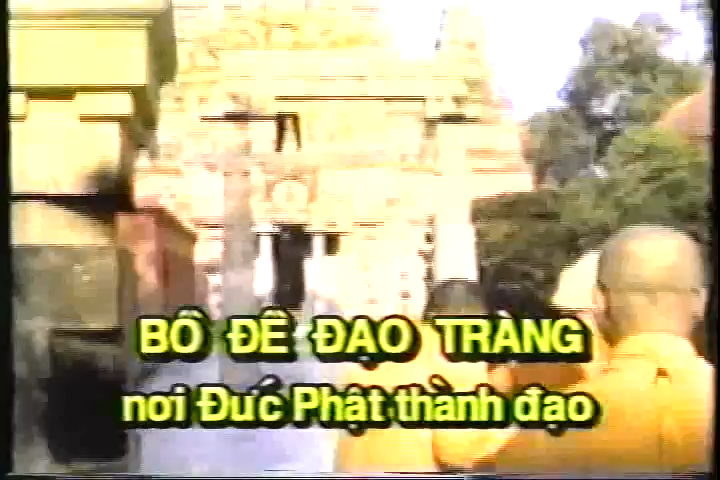 BỒ ĐỀ ĐẠO TRÀNG
nơi Đức Phật thành đạo